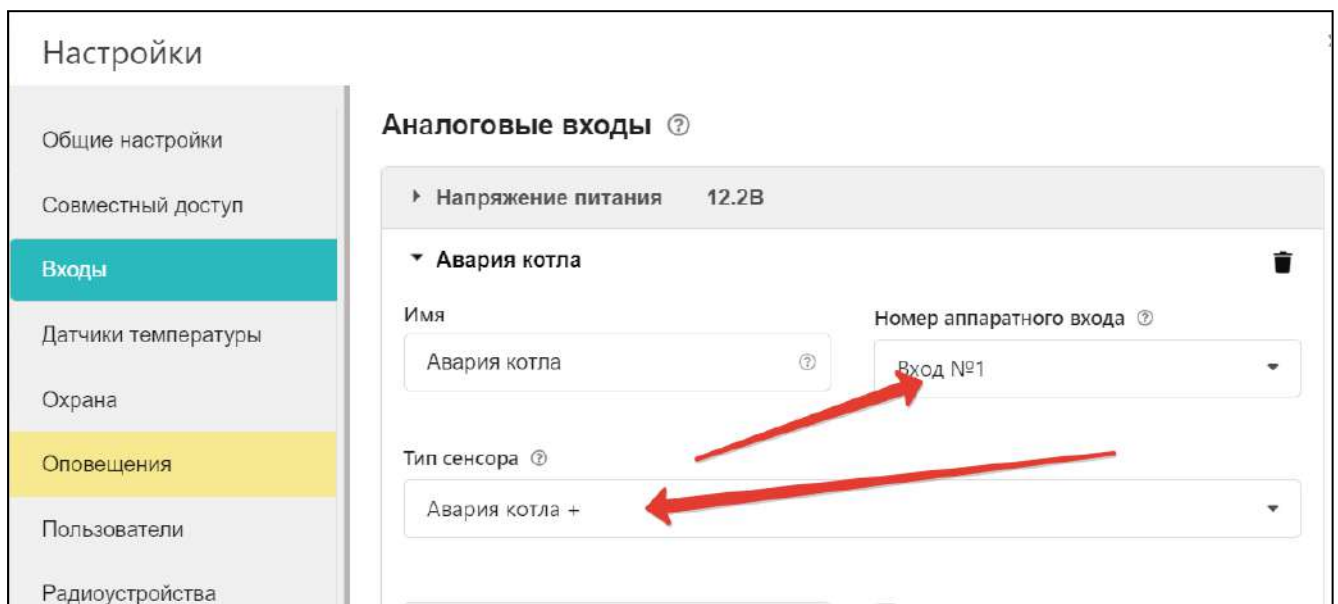 Настройки
Общие настройки
Совместный доступ
Входы
Датчики температуры
Охрана
Оповещения
Пользователи
Радиоустройства
Аналоговые входы ?
Напряжение питания 12.2В
Авария котла
Имя
Авария котла ?
Номер аппаратного входа ?
Вход №1
Тип сенсора ?
Авария котла +